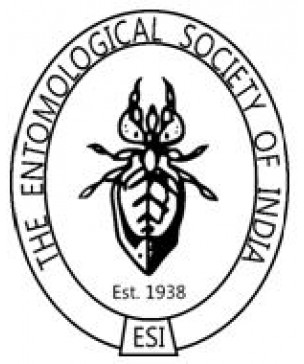 THE ENTOMOLOGICAL SOCIETY OF INDIA
Est. 1938
ESI